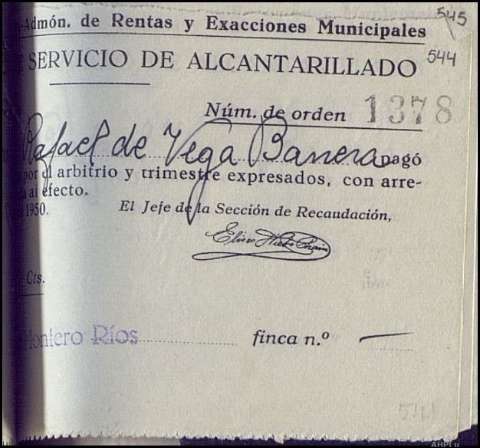 545
-Admón. de Rentas y Exacciones Municipales
544
SERVICIO DE ALCANTARILLADO
Núm. de orden 1378
Rafael de Vega Barrera pagó
por el arbitrio y trimestre expresados, con arre-
al efecto.
1950.
El Jefe de la Sección de Recaudación,
Cts.
Montero Ríos finca n.º —